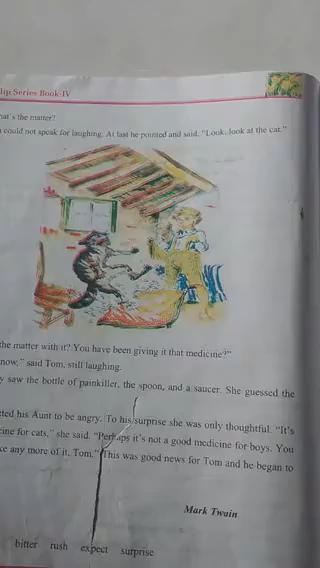 lip Series Book-IV
hat's the matter?
could not speak for laughing. At last he pointed and said, "Look, look at the cat."
the matter with it? You have been giving it that medicine?"
now," said Tom, still laughing.
y saw the bottle of painkiller, the spoon, and a saucer. She guessed the
cted his Aunt to be angry. To his surprise she was only thoughtful. "It's
cine for cats," she said. "Perhaps it's not a good medicine for boys. You
ke any more of it, Tom." This was good news for Tom and he began to
Mark Twain
bitter rush expect surprise